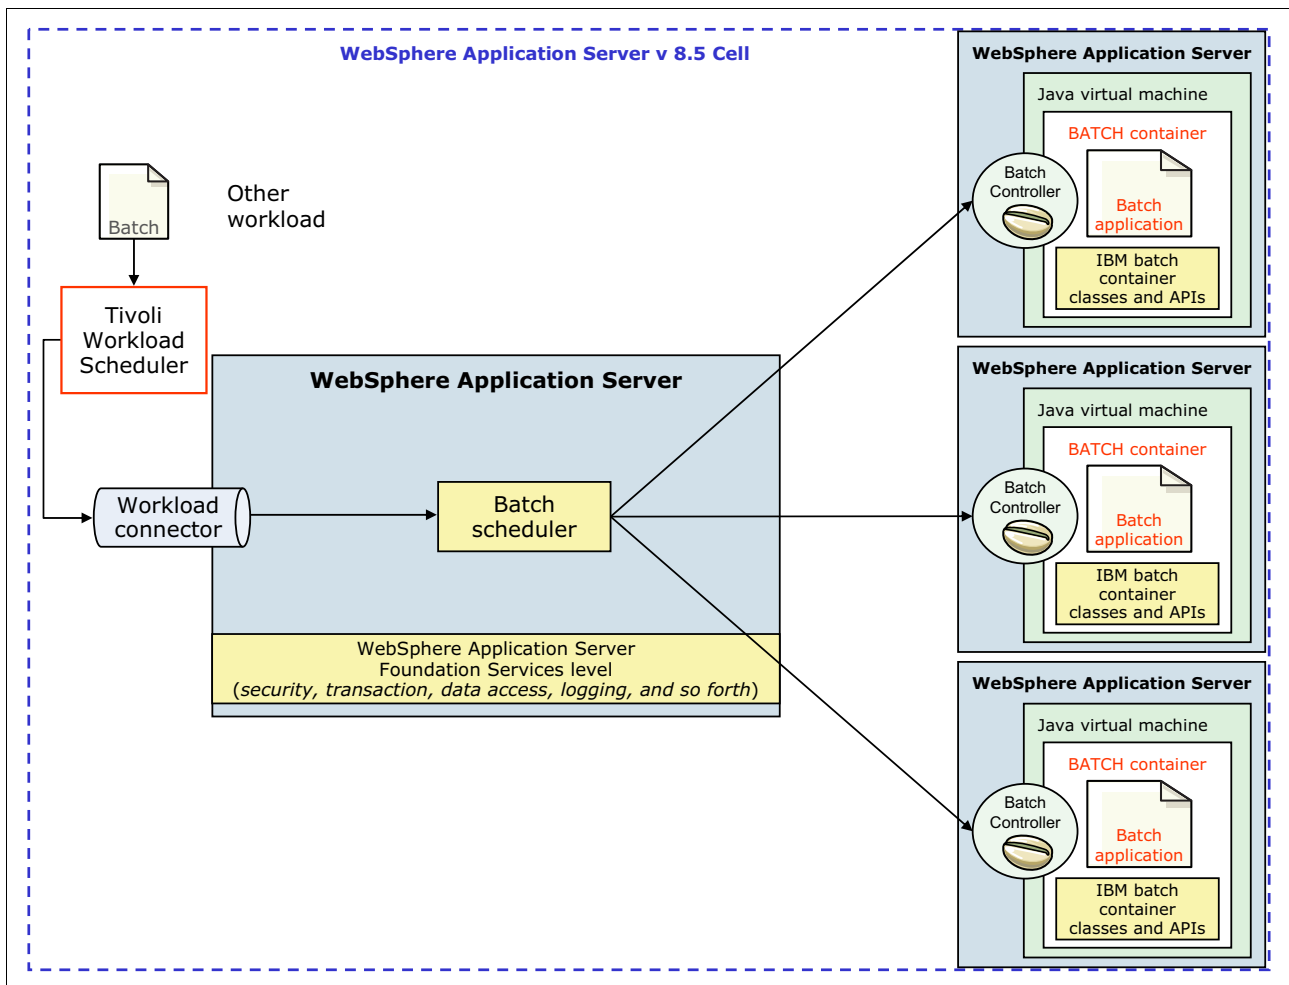 WebSphere Application Server v 8.5 Cell
Batch
Other
workload
Tivoli
Workload
Scheduler
WebSphere Application Server
Workload
connector
Batch
scheduler
WebSphere Application Server
Foundation Services level
(security, transaction, data access, logging, and so forth)
WebSphere Application Server
Java virtual machine
BATCH container
Batch
Controller
Batch
application
IBM batch
container
classes and APIs
WebSphere Application Server
Java virtual machine
BATCH container
Batch
Controller
Batch
application
IBM batch
container
classes and APIs
WebSphere Application Server
Java virtual machine
BATCH container
Batch
Controller
Batch
application
IBM batch
container
classes and APIs